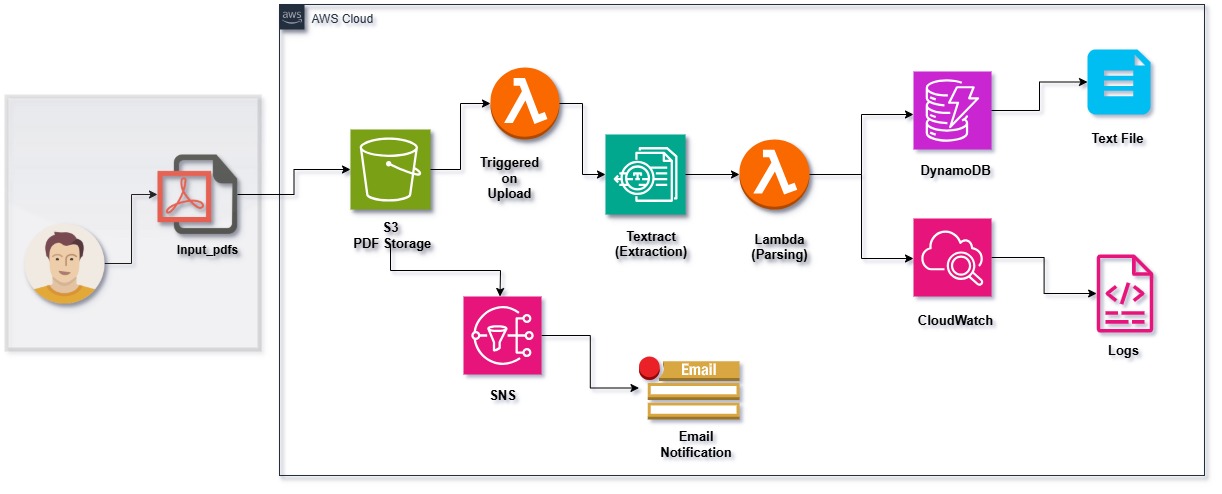 aws
AWS Cloud
Input_pdfs
S3
PDF Storage
Triggered
on
Upload
Textract
(Extraction)
Lambda
(Parsing)
DynamoDB
Text File
CloudWatch
Logs
SNS
Email
Email
Notification